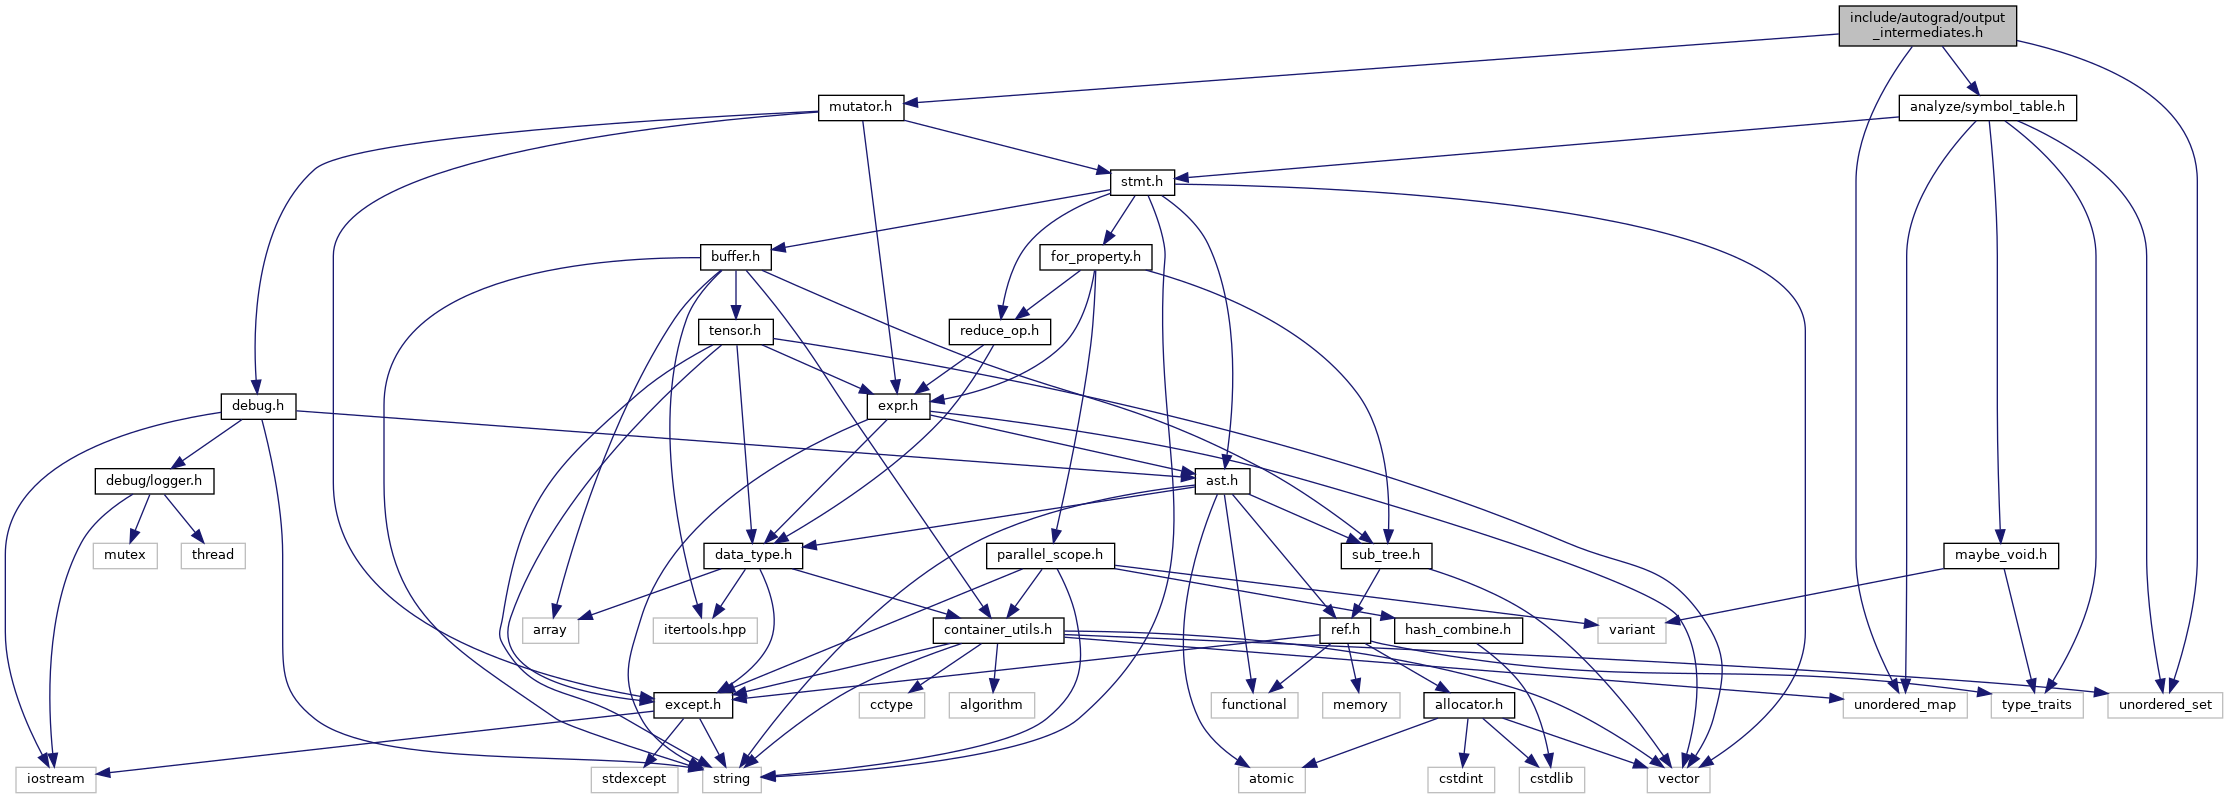 include/autograd/output
_intermediates.h
mutator.h
analyze/symbol_table.h
stmt.h
buffer.h
for_property.h
tensor.h
reduce_op.h
debug.h
expr.h
debug/logger.h
ast.h
mutex
thread
data_type.h
parallel_scope.h
sub_tree.h
maybe_void.h
array
itertools.hpp
container_utils.h
ref.h
hash_combine.h
variant
except.h
cctype
algorithm
functional
memory
allocator.h
unordered_map
type_traits
unordered_set
iostream
stdexcept
string
atomic
cstdint
cstdlib
vector